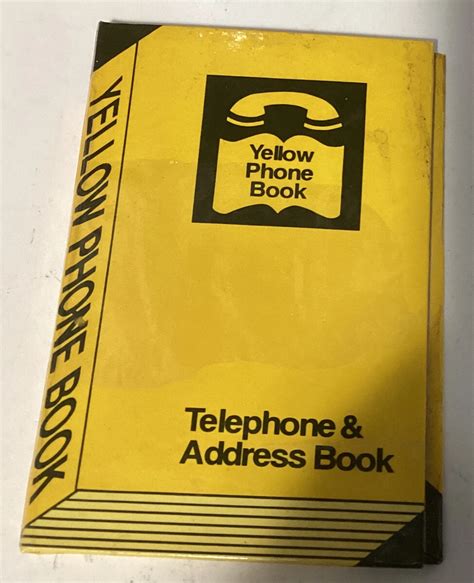 YELLOW PHONE BOOK
Yellow
Phone
Book
Telephone &
Address Book